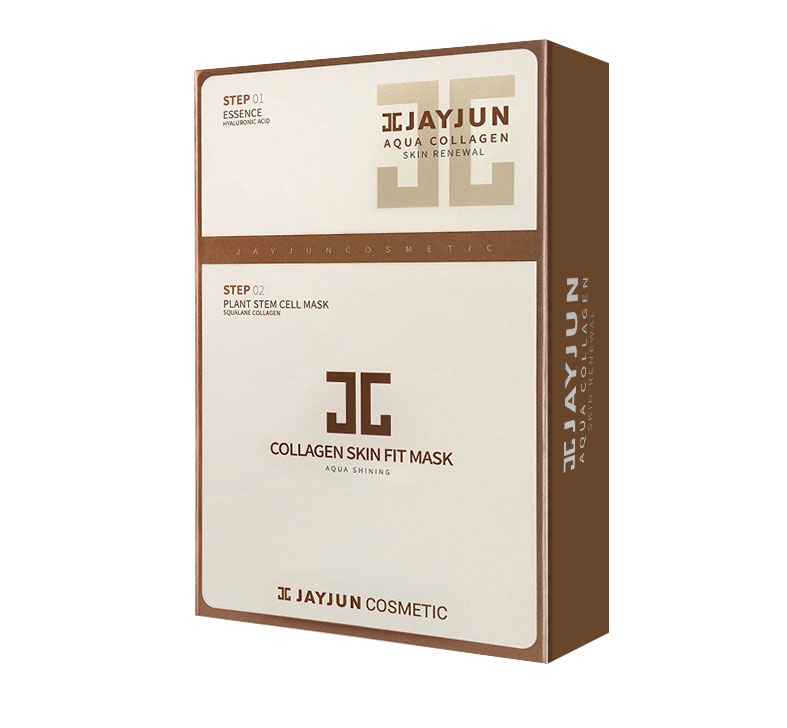 STEP 01
ESSENCE
HYALURONIC ACID
JAYJUN
AQUA COLLAGEN
SKIN RENEWAL
JAYJUNCOSMETIC
STEP 02
PLANT STEM CELL MASK
SQUALANE COLLAGEN
COLLAGEN SKIN FIT MASK
AQUA SHINING
JAYJUN COSMETIC
JAYJUN
AQUA COLLAGEN
SKIN RENEWAL